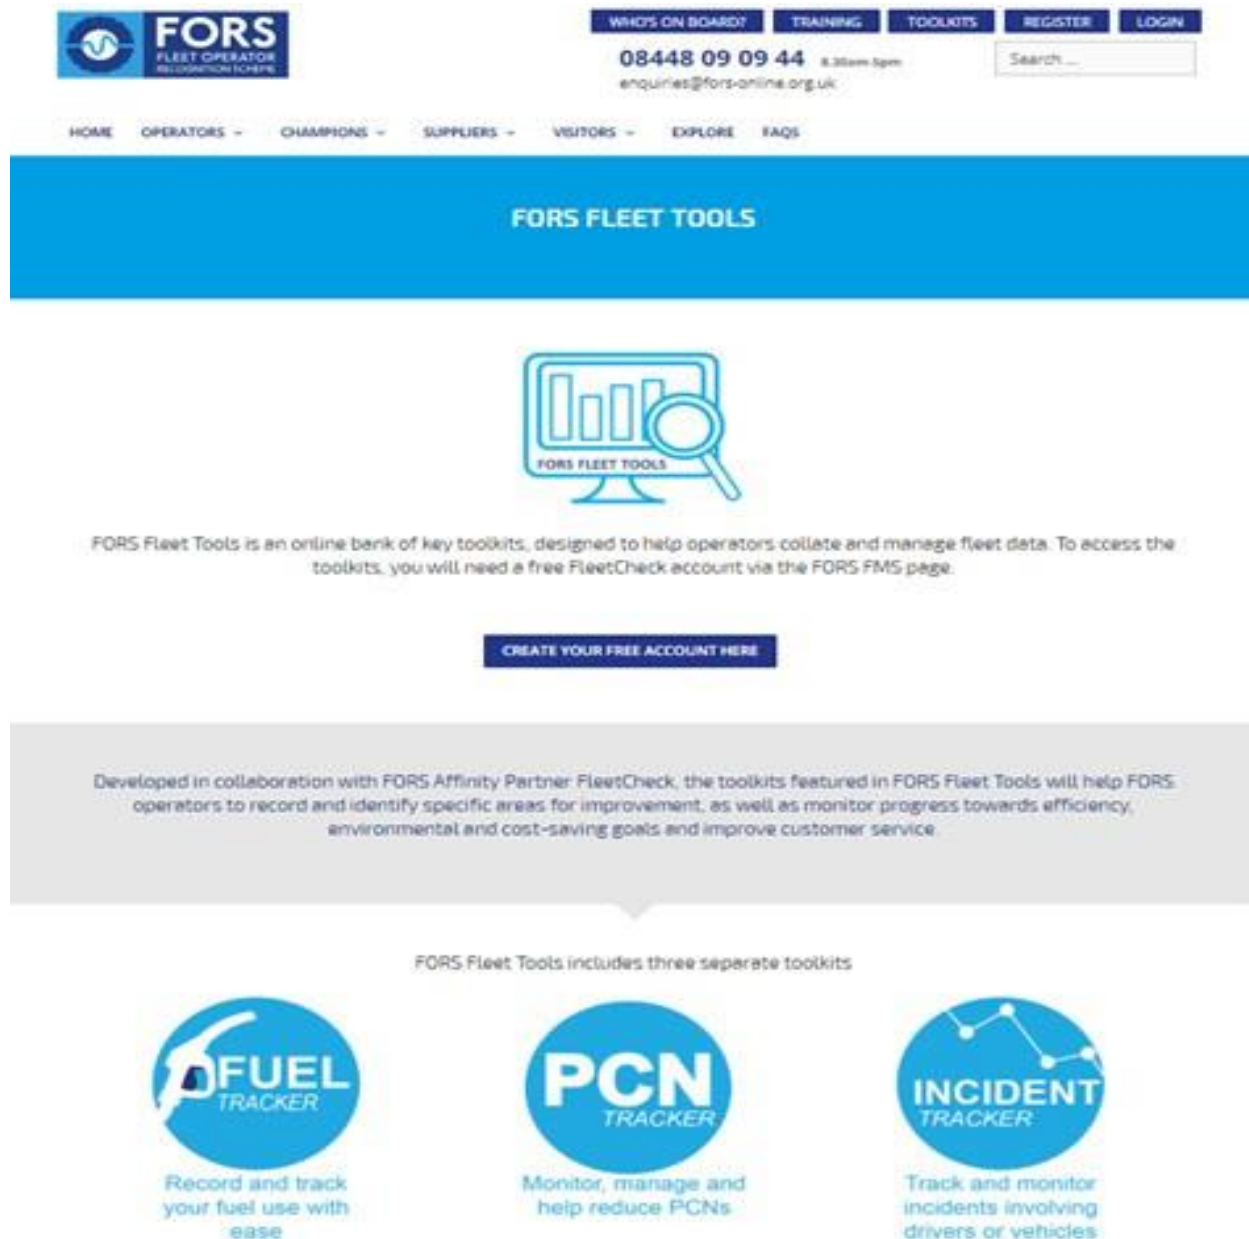 FORS
FLEET OPERATOR
RECOGNITION SCHEME
WHO'S ON BOARD?
TRAINING
TOOLKITS
REGISTER
LOGIN
08448 09 09 44 8.30am-5pm
Search ...
enquiries@fors-online.org.uk
HOME OPERATORS CHAMPIONS SUPPLIERS VISITORS EXPLORE FAQS
FORS FLEET TOOLS
FORS FLEET TOOLS
FORS Fleet Tools is an online bank of key toolkits, designed to help operators collate and manage fleet data. To access the
toolkits, you will need a free FleetCheck account via the FORS FMS page.
CREATE YOUR FREE ACCOUNT HERE
Developed in collaboration with FORS Affinity Partner FleetCheck, the toolkits featured in FORS Fleet Tools will help FORS
operators to record and identify specific areas for improvement, as well as monitor progress towards efficiency,
environmental and cost-saving goals and improve customer service.
FORS Fleet Tools includes three separate toolkits
FUEL
TRACKER
Record and track
your fuel use with
ease
PCN
TRACKER
Monitor, manage and
help reduce PCNs
INCIDENT
TRACKER
Track and monitor
incidents involving
drivers or vehicles